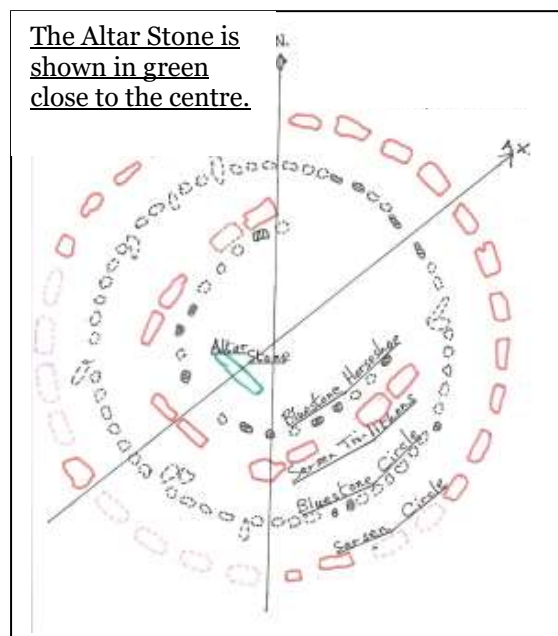 The Altar Stone is
shown in green
close to the centre.
N.
X
Altar
Stone
Bluestone Horseshoe
Sarsen Trilithons
Bluestone Circle
Sarsen Circle